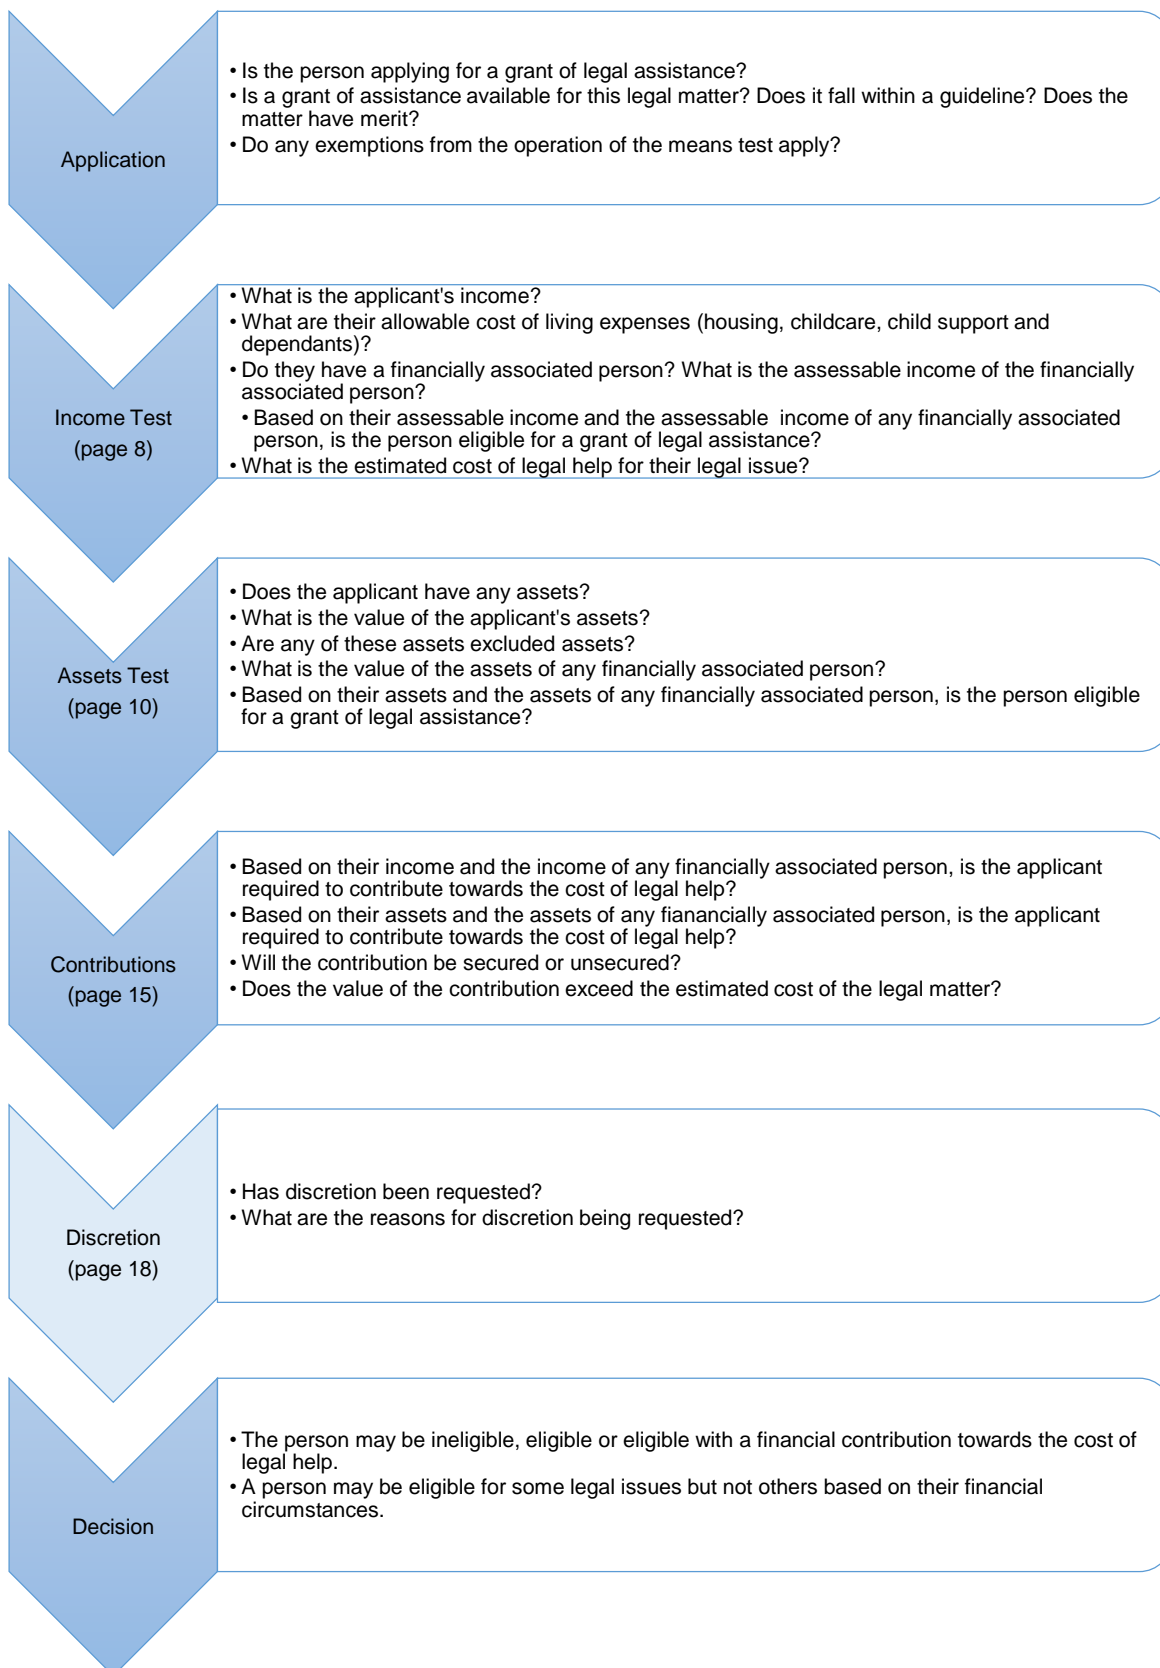 Application
• Is the person applying for a grant of legal assistance?
• Is a grant of assistance available for this legal matter? Does it fall within a guideline? Does the
matter have merit?
• Do any exemptions from the operation of the means test apply?
Income Test
(page 8)
• What is the applicant's income?
• What are their allowable cost of living expenses (housing, childcare, child support and
dependants)?
• Do they have a financially associated person? What is the assessable income of the financially
associated person?
• Based on their assessable income and the assessable income of any financially associated
person, is the person eligible for a grant of legal assistance?
• What is the estimated cost of legal help for their legal issue?
Assets Test
(page 10)
• Does the applicant have any assets?
• What is the value of the applicant's assets?
• Are any of these assets excluded assets?
• What is the value of the assets of any financially associated person?
• Based on their assets and the assets of any financially associated person, is the person eligible
for a grant of legal assistance?
Contributions
(page 15)
• Based on their income and the income of any financially associated person, is the applicant
required to contribute towards the cost of legal help?
• Based on their assets and the assets of any fianancially associated person, is the applicant
required to contribute towards the cost of legal help?
• Will the contribution be secured or unsecured?
• Does the value of the contribution exceed the estimated cost of the legal matter?
Discretion
(page 18)
• Has discretion been requested?
• What are the reasons for discretion being requested?
Decision
• The person may be ineligible, eligible or eligible with a financial contribution towards the cost of
legal help.
• A person may be eligible for some legal issues but not others based on their financial
circumstances.